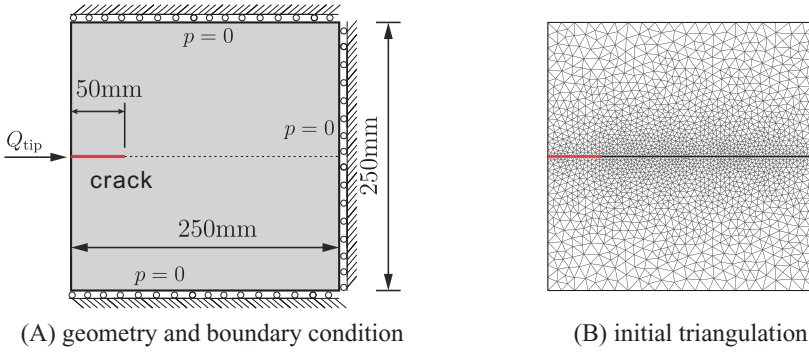 p = 0
50mm
p = 0
Q_tip
crack
250mm
250mm
p = 0
(A) geometry and boundary condition
(B) initial triangulation